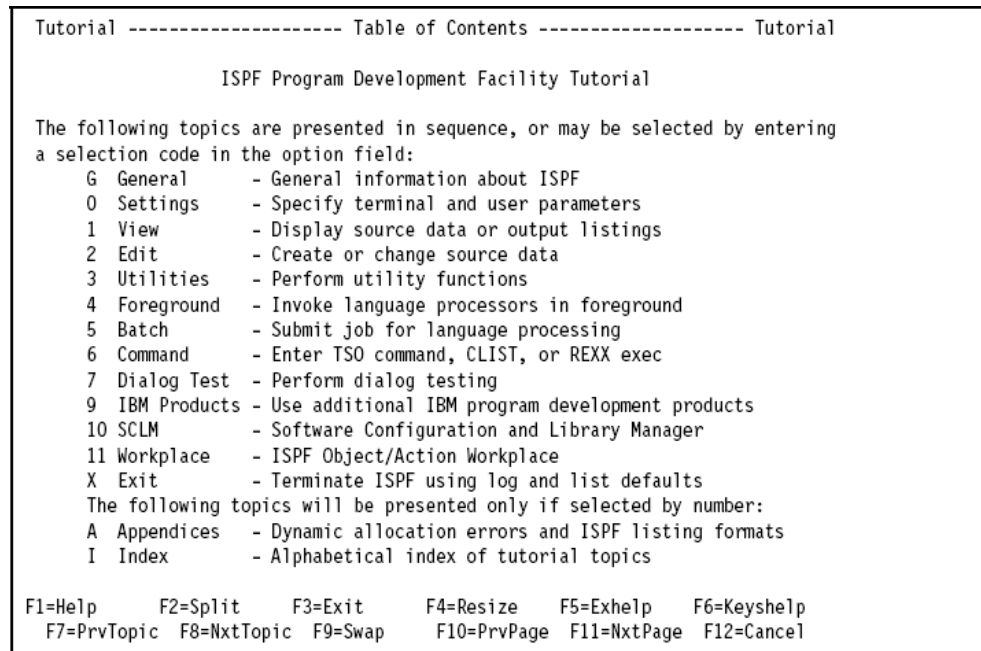 Tutorial --------------------- Table of Contents -------------------- Tutorial
ISPF Program Development Facility Tutorial
The following topics are presented in sequence, or may be selected by entering
a selection code in the option field:
G General - General information about ISPF
0 Settings - Specify terminal and user parameters
1 View - Display source data or output listings
2 Edit - Create or change source data
3 Utilities - Perform utility functions
4 Foreground - Invoke language processors in foreground
5 Batch - Submit job for language processing
6 Command - Enter TSO command, CLIST, or REXX exec
7 Dialog Test - Perform dialog testing
9 IBM Products - Use additional IBM program development products
10 SCLM - Software Configuration and Library Manager
11 Workplace - ISPF Object/Action Workplace
X Exit - Terminate ISPF using log and list defaults
The following topics will be presented only if selected by number:
A Appendices - Dynamic allocation errors and ISPF listing formats
I Index - Alphabetical index of tutorial topics
F1=Help F2=Split F3=Exit F4=Resize F5=Exhelp F6=Keyshelp
F7=PrvTopic F8=NxtTopic F9=Swap F10=PrvPage F11=NxtPage F12=Cancel